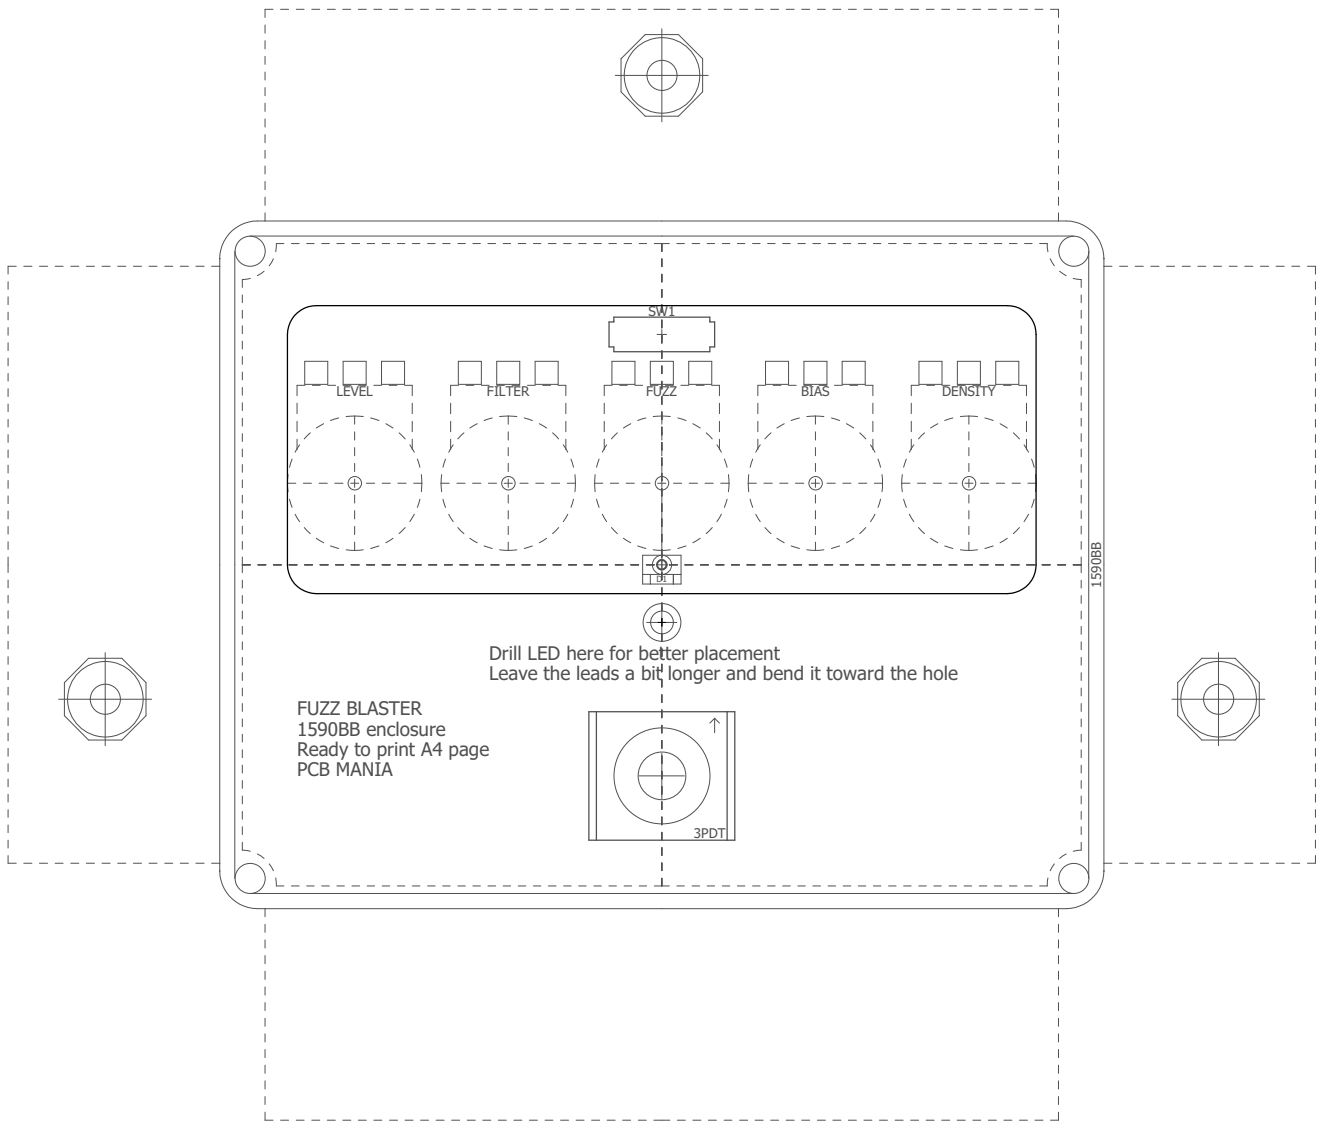 SW1
LEVEL
FILTER
FUZZ
BIAS
DENSITY
1590BB
D1
Drill LED here for better placement
Leave the leads a bit longer and bend it toward the hole
FUZZ BLASTER
1590BB enclosure
Ready to print A4 page
PCB MANIA
3PDT